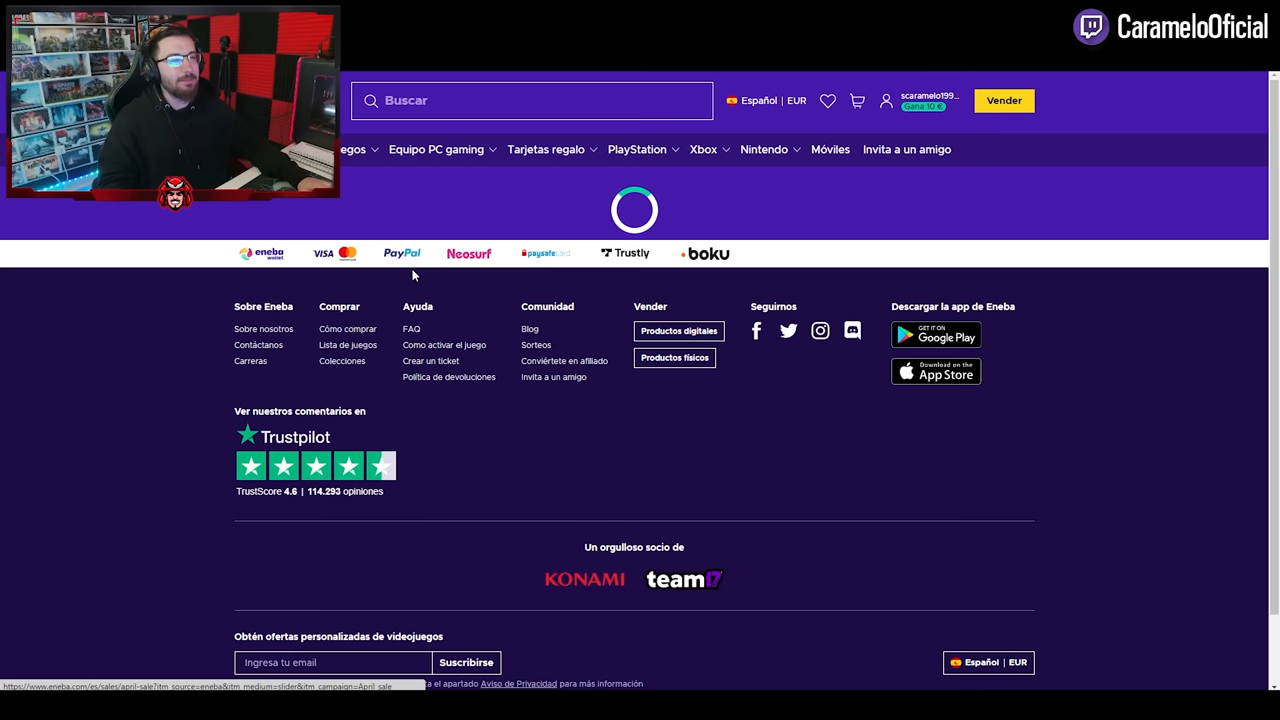 CarameloOficial
Buscar
Español | EUR
scaramelo199...
Gana 10 €
Vender
Equipo PC gaming
Tarjetas regalo
PlayStation
Xbox
Nintendo
Móviles
Invita a un amigo
eneba wallet
VISA
PayPal
Neosurf
paysafecard
Trustly
boku
Sobre Eneba
Sobre nosotros
Contáctanos
Carreras
Comprar
Cómo comprar
Lista de juegos
Colecciones
Ayuda
FAQ
Como activar el juego
Crear un ticket
Política de devoluciones
Comunidad
Blog
Sorteos
Conviértete en afiliado
Invita a un amigo
Vender
Productos digitales
Productos físicos
Seguirnos
Descargar la app de Eneba
GET IT ON
Google Play
Download on the
App Store
Ver nuestros comentarios en
Trustpilot
TrustScore 4.6 | 114.293 opiniones
Un orgulloso socio de
KONAMI
team17
Obtén ofertas personalizadas de videojuegos
Ingresa tu email
Suscribirse
Español | EUR
el apartado Aviso de Privacidad para más información
https://www.eneba.com/es/sales/april-sale?itm_source=eneba&itm_medium=slider&itm_campaign=April_sale